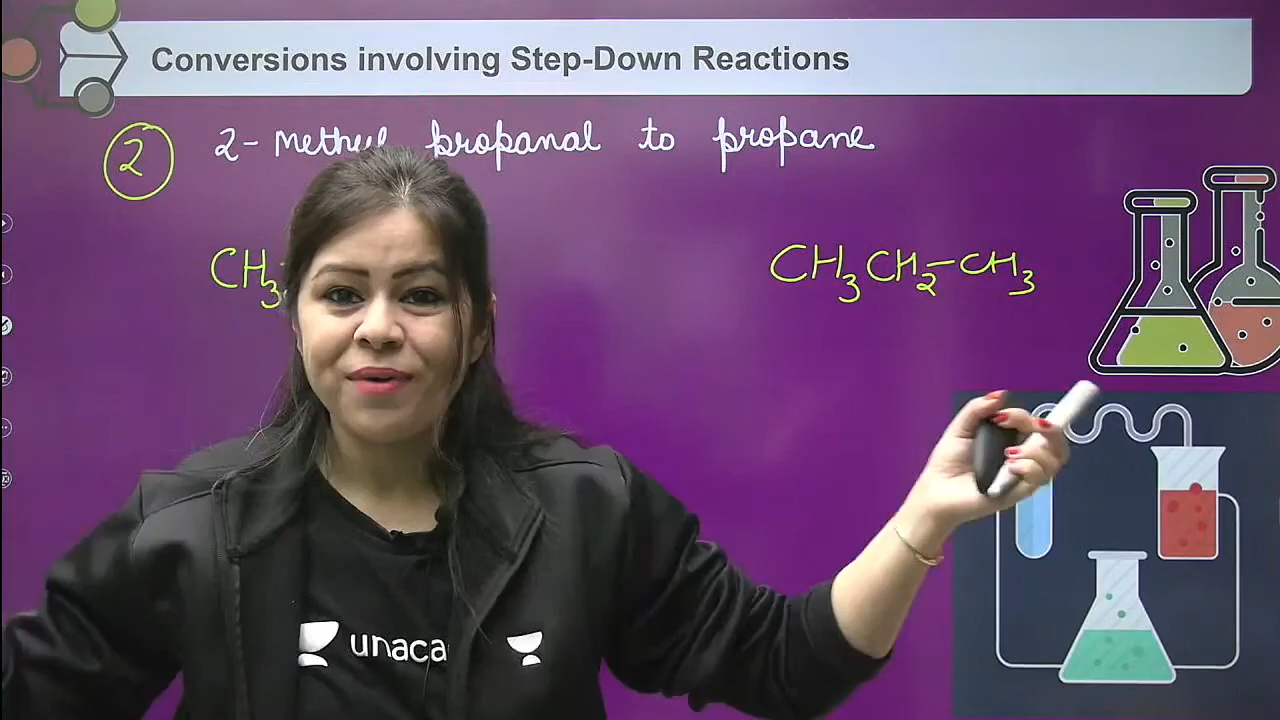 Conversions involving Step-Down Reactions
2 2-Methyl propanal to propane
CH3 CH3CH2-CH3
unaca